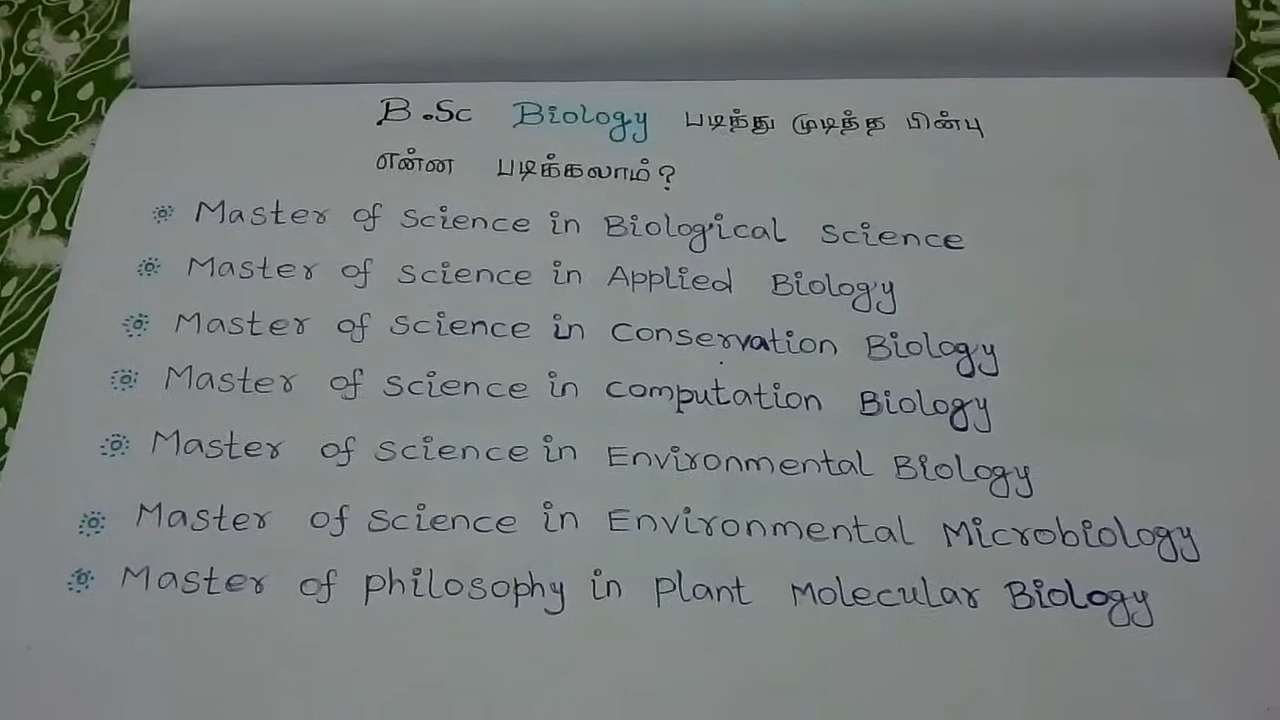 B.Sc Biology படித்து முடித்த பின்பு
என்ன படிக்கலாம்?
Master of Science in Biological Science
Master of Science in Applied Biology
Master of Science in Conservation Biology
Master of Science in Computation Biology
Master of Science in Environmental Biology
Master of Science in Environmental Microbiology
Master of Philosophy in Plant Molecular Biology